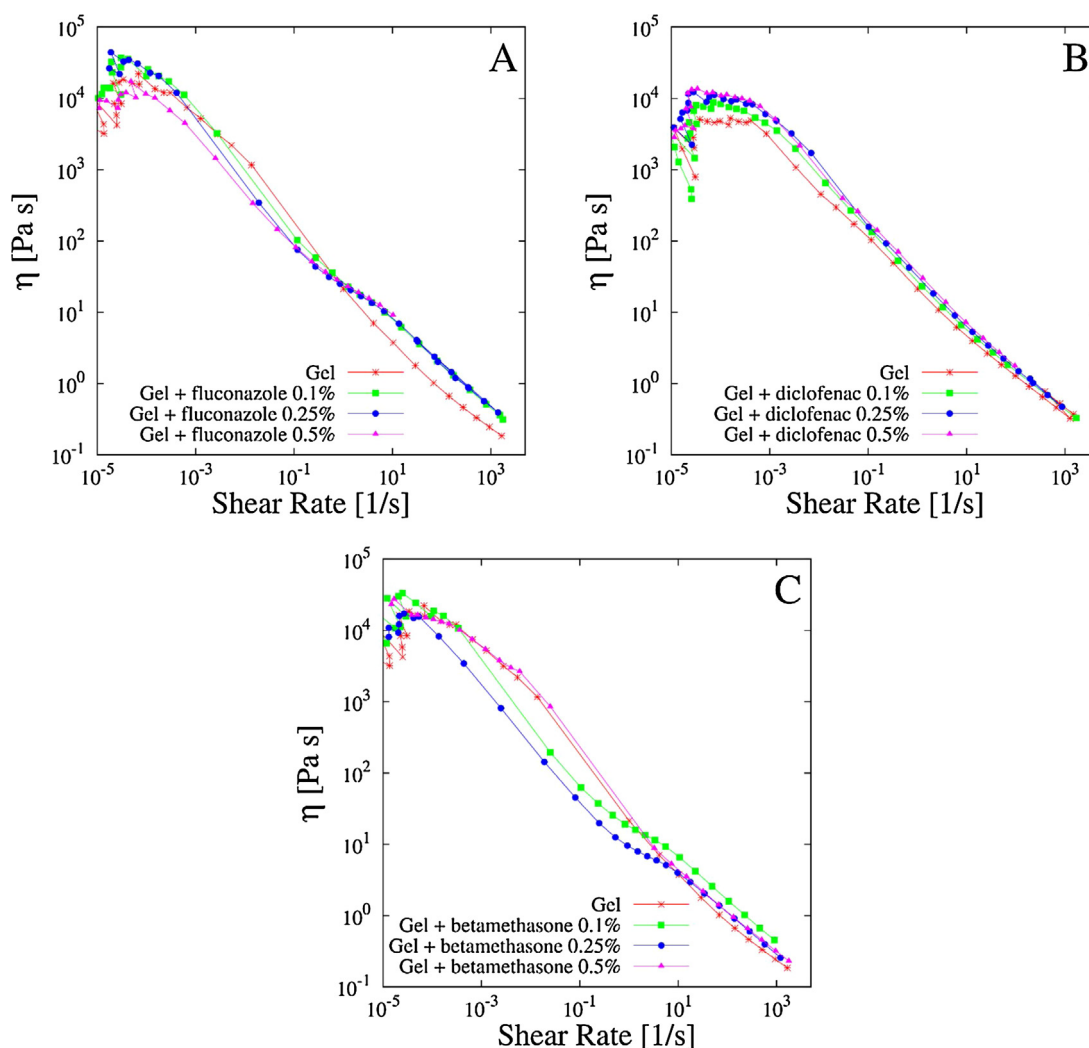 A
10^5
10^4
10^3
10^2
10^1
10^0
10^-1
η [Pa s]
Gel
Gel + fluconazole 0.1%
Gel + fluconazole 0.25%
Gel + fluconazole 0.5%
10^-5 10^-3 10^-1 10^1 10^3
Shear Rate [1/s]
B
10^5
10^4
10^3
10^2
10^1
10^0
10^-1
η [Pa s]
Gel
Gel + diclofenac 0.1%
Gel + diclofenac 0.25%
Gel + diclofenac 0.5%
10^-5 10^-3 10^-1 10^1 10^3
Shear Rate [1/s]
C
10^5
10^4
10^3
10^2
10^1
10^0
10^-1
η [Pa s]
Gel
Gel + betamethasone 0.1%
Gel + betamethasone 0.25%
Gel + betamethasone 0.5%
10^-5 10^-3 10^-1 10^1 10^3
Shear Rate [1/s]